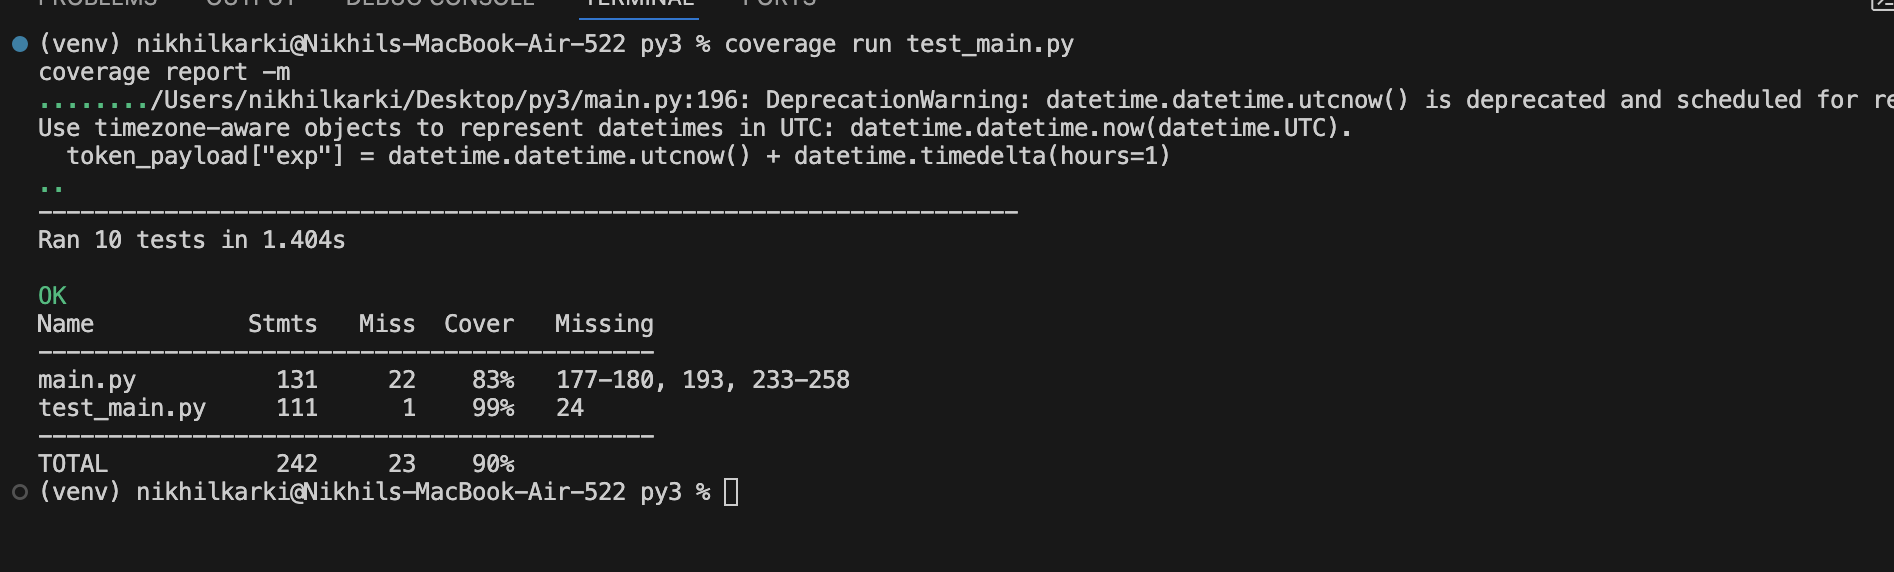 PROBLEMS OUTPUT DEBUG CONSOLE TERMINAL PORTS
(venv) nikhilkarki@Nikhils-MacBook-Air-522 py3 % coverage run test_main.py
coverage report -m
......../Users/nikhilkarki/Desktop/py3/main.py:196: DeprecationWarning: datetime.datetime.utcnow() is deprecated and scheduled for re
Use timezone-aware objects to represent datetimes in UTC: datetime.datetime.now(datetime.UTC).
  token_payload["exp"] = datetime.datetime.utcnow() + datetime.timedelta(hours=1)
..
----------------------------------------------------------------------
Ran 10 tests in 1.404s

OK
Name           Stmts   Miss  Cover   Missing
--------------------------------------------
main.py          131     22    83%   177-180, 193, 233-258
test_main.py     111      1    99%   24
--------------------------------------------
TOTAL            242     23    90%
(venv) nikhilkarki@Nikhils-MacBook-Air-522 py3 %